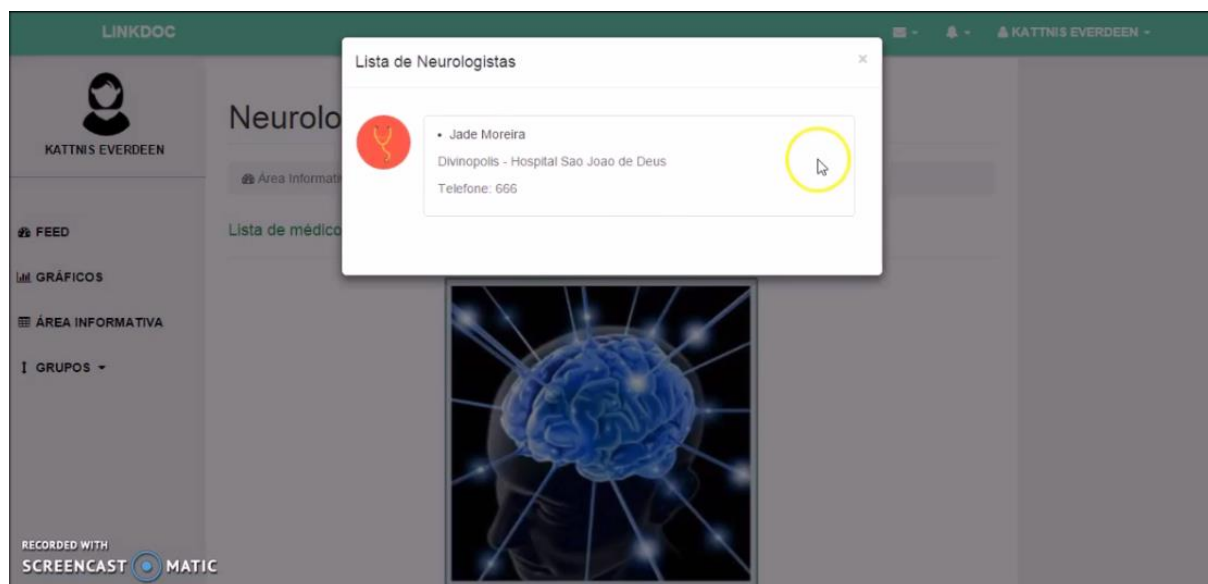 LINKDOC
KATTNIS EVERDEEN
Lista de Neurologistas
×
Neurolo
KATTNIS EVERDEEN
• Jade Moreira
Divinopolis - Hospital Sao Joao de Deus
Telefone: 666
Área Informati
Lista de médico
FEED
GRÁFICOS
ÁREA INFORMATIVA
GRUPOS
RECORDED WITH
SCREENCAST MATIC